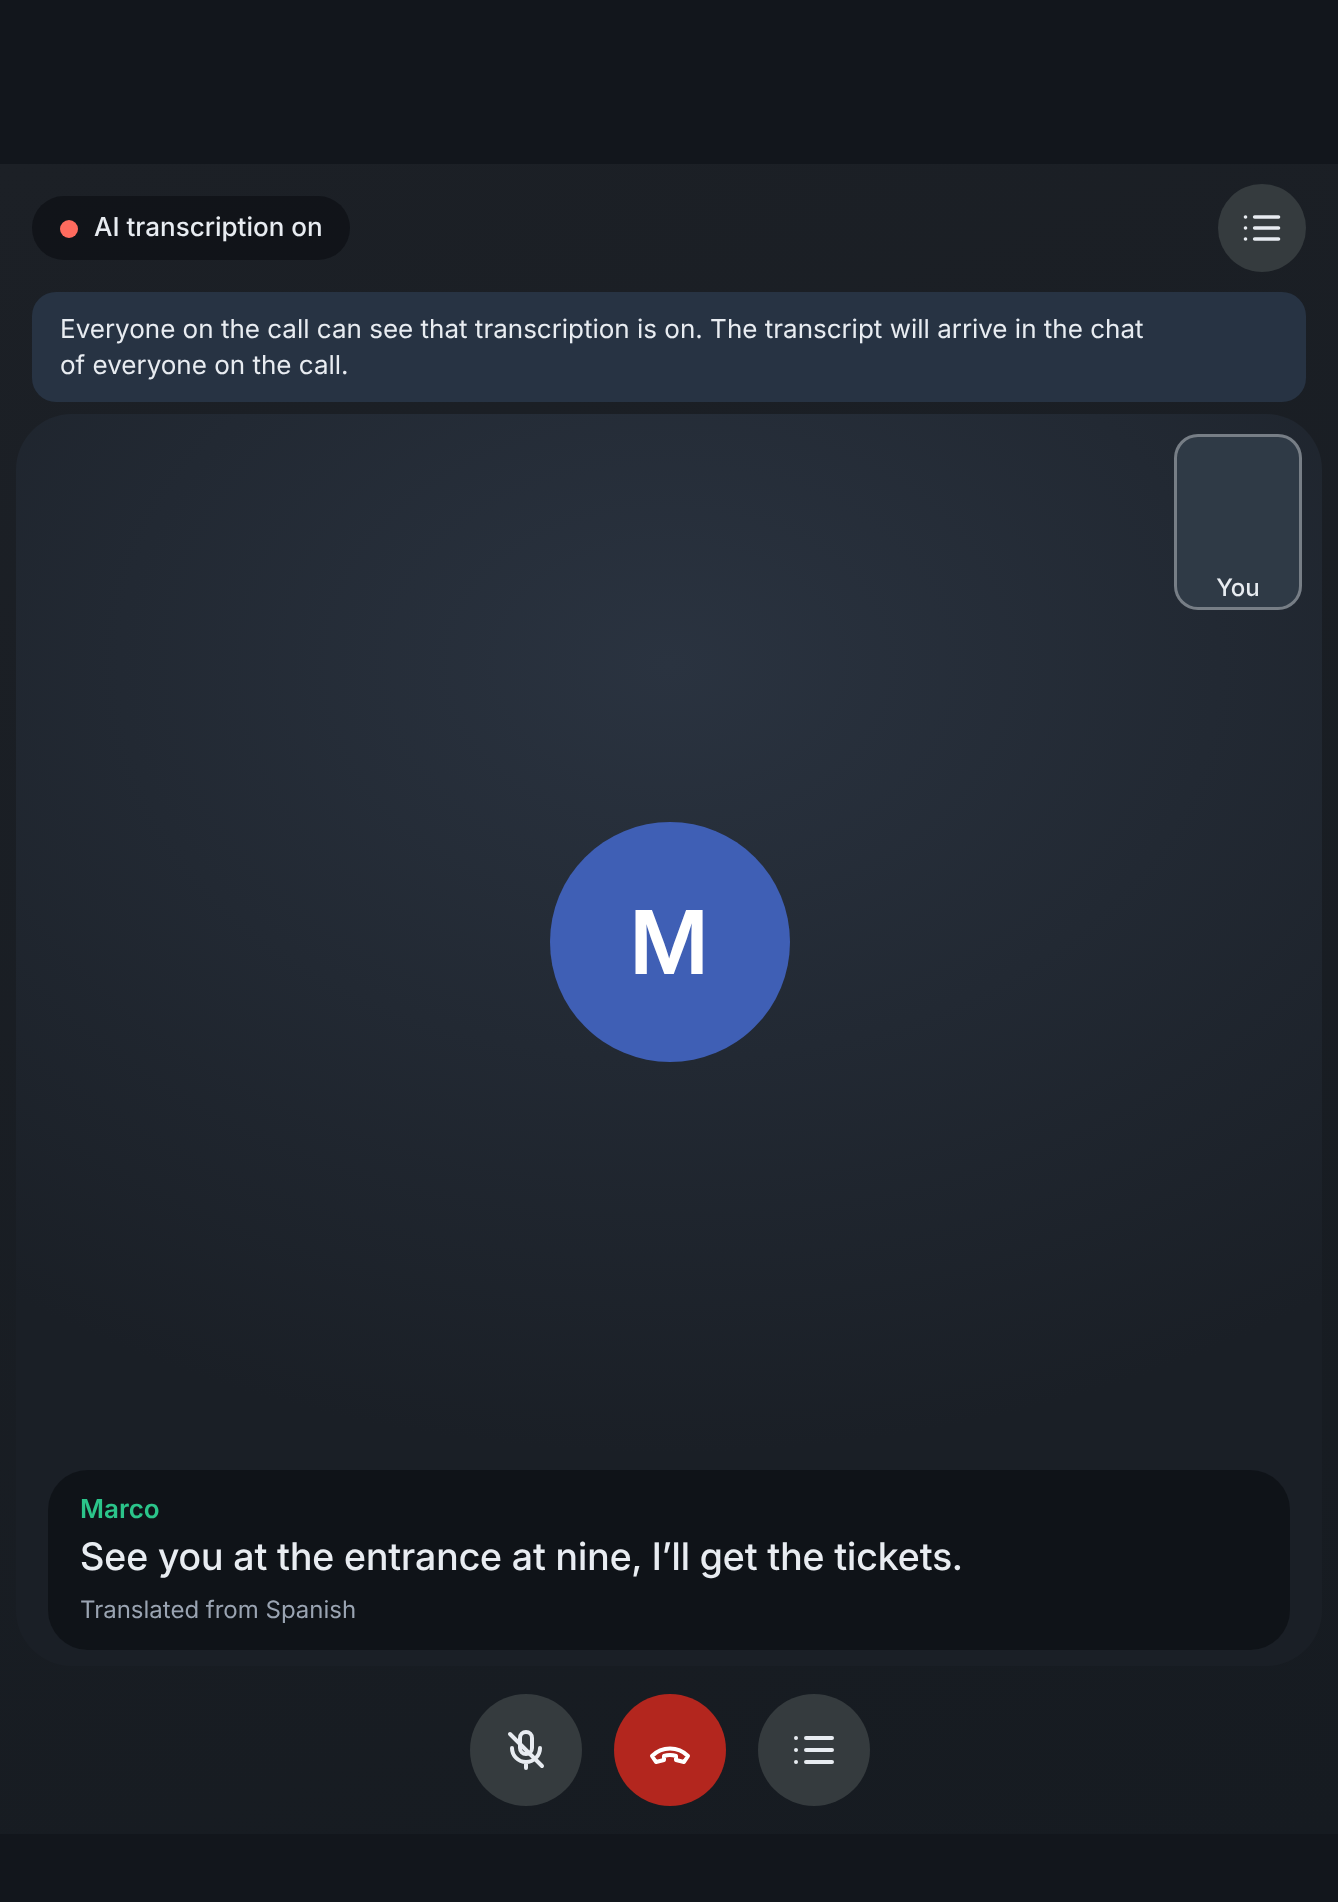 AI transcription on
Everyone on the call can see that transcription is on. The transcript will arrive in the chat
of everyone on the call.
You
M
Marco
See you at the entrance at nine, I’ll get the tickets.
Translated from Spanish